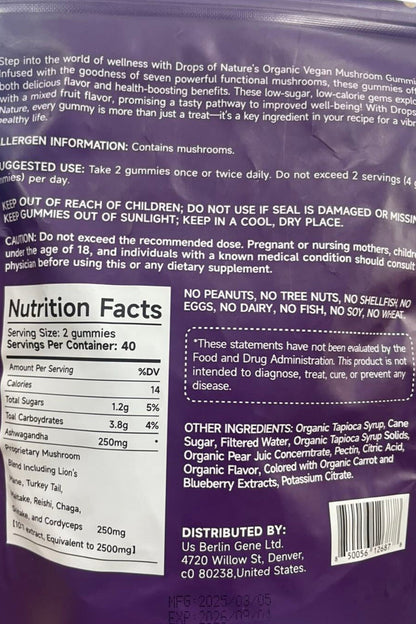 Step into the world of wellness with Drops of Nature's Organic Vegan Mushroom Gummi
Infused with the goodness of seven powerful functional mushrooms, these gummies off
both delicious flavor and health-boosting benefits. These low-sugar, low-calorie gems explo
with a mixed fruit flavor, promising a tasty pathway to improved well-being! With Drops
Nature, every gummy is more than just a treat—it's a key ingredient in your recipe for a vibr
healthy life.
ALLERGEN INFORMATION: Contains mushrooms.
UGGESTED USE: Take 2 gummies once or twice daily. Do not exceed 2 servings (4 g
mmies) per day.
KEEP OUT OF REACH OF CHILDREN; DO NOT USE IF SEAL IS DAMAGED OR MISSIN
KEEP GUMMIES OUT OF SUNLIGHT; KEEP IN A COOL, DRY PLACE.
CAUTION: Do not exceed the recommended dose. Pregnant or nursing mothers, childre
under the age of 18, and individuals with a known medical condition should consult
physician before using this or any dietary supplement.
Nutrition Facts
Serving Size: 2 gummies
Servings Per Container: 40
Amount Per Serving %DV
Calories 14
Total Sugars 1.2g 5%
Toal Carboydrates 3.8g 4%
Ashwagandha 250mg *
Proprietary Mushroom
Blend Including Lion's
Mane, Turkey Tail,
Maitake, Reishi, Chaga,
Shiitake, and Cordyceps 250mg
[10:1 extract, Equivalent to 2500mg]
NO PEANUTS, NO TREE NUTS, NO SHELLFISH, NO
EGGS, NO DAIRY, NO FISH, NO SOY, NO WHEAT.
*These statements have not been evaluated by the
Food and Drug Administration. This product is not
intended to diagnose, treat, cure, or prevent any
disease.
OTHER INGREDIENTS: Organic Tapioca Syrup, Cane
Sugar, Filtered Water, Organic Tapioca Syrup Solids,
Organic Pear Juic Concerntrate, Pectin, Citric Acid,
Organic Flavor, Colored with Organic Carrot and
Blueberry Extracts, Potassium Citrate.
DISTRIBUTED BY:
Us Berlin Gene Ltd.
4720 Willow St, Denver,
c0 80238,United States.
8 50056 12687
MFG:2025/03/05